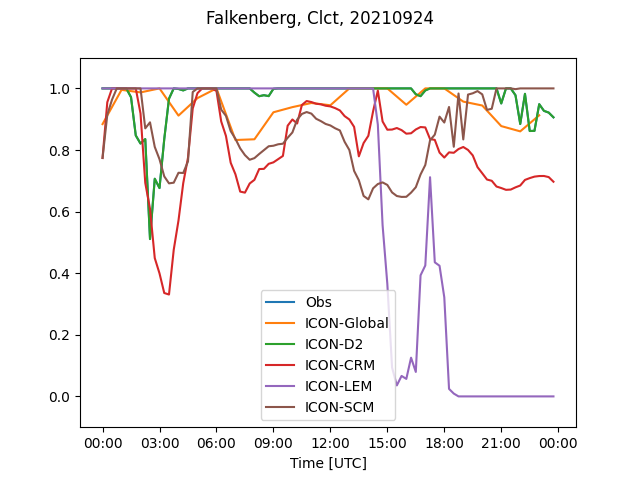 Falkenberg, Clct, 20210924
1.0
0.8
0.6
0.4
0.2
0.0
Obs
ICON-Global
ICON-D2
ICON-CRM
ICON-LEM
ICON-SCM
00:00 03:00 06:00 09:00 12:00 15:00 18:00 21:00 00:00
Time [UTC]